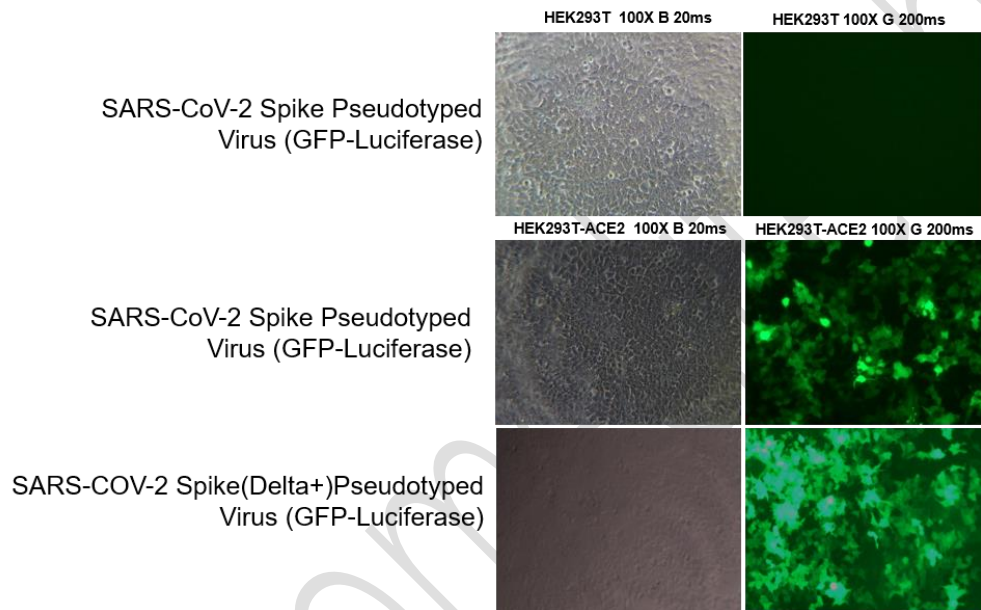 HEK293T 100X B 20ms
HEK293T 100X G 200ms
SARS-CoV-2 Spike Pseudotyped
Virus (GFP-Luciferase)
HEK293T-ACE2 100X B 20ms
HEK293T-ACE2 100X G 200ms
SARS-CoV-2 Spike Pseudotyped
Virus (GFP-Luciferase)
SARS-COV-2 Spike(Delta+)Pseudotyped
Virus (GFP-Luciferase)